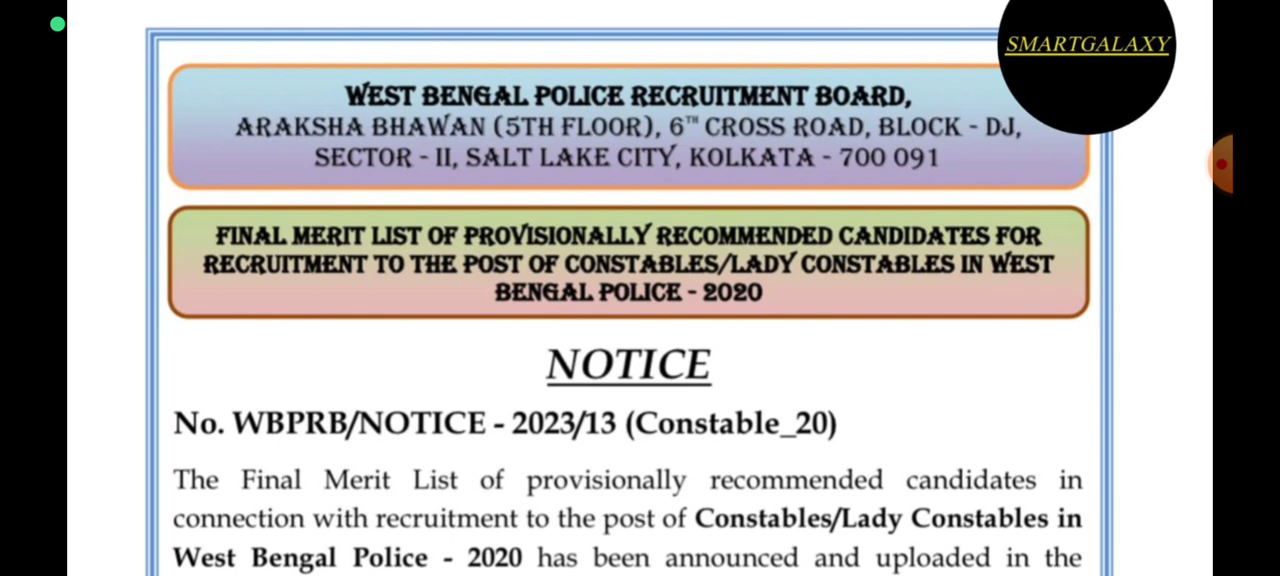 SMARTGALAXY
WEST BENGAL POLICE RECRUITMENT BOARD,
ARAKSHA BHAWAN (5TH FLOOR), 6TH CROSS ROAD, BLOCK - DJ,
SECTOR - II, SALT LAKE CITY, KOLKATA - 700 091
FINAL MERIT LIST OF PROVISIONALLY RECOMMENDED CANDIDATES FOR
RECRUITMENT TO THE POST OF CONSTABLES/LADY CONSTABLES IN WEST
BENGAL POLICE - 2020
NOTICE
No. WBPRB/NOTICE - 2023/13 (Constable_20)
The Final Merit List of provisionally recommended candidates in
connection with recruitment to the post of Constables/Lady Constables in
West Bengal Police - 2020 has been announced and uploaded in the